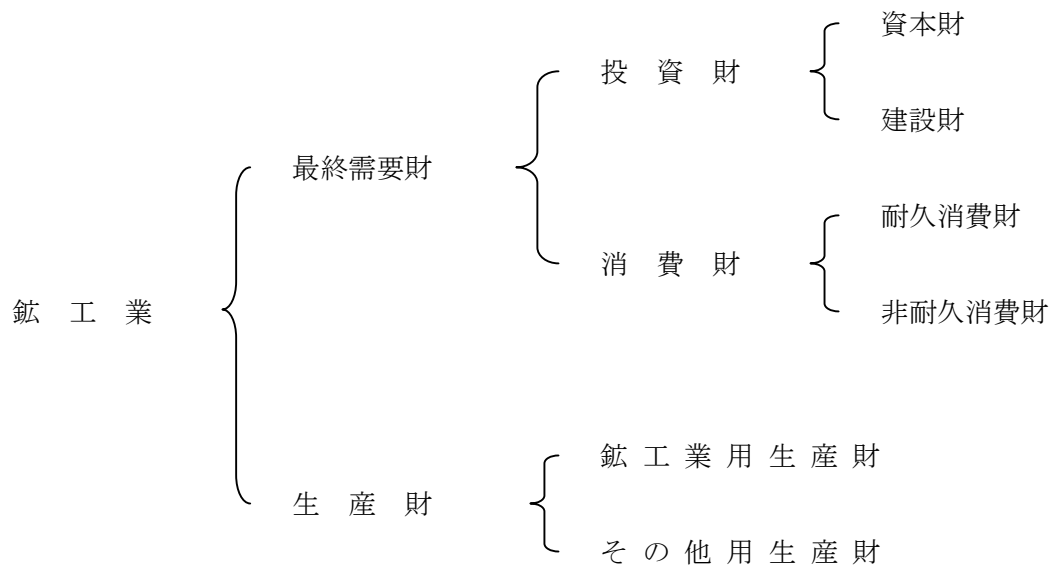 資本財
投　資　財
建設財
最終需要財
耐久消費財
消　費　財
鉱　工　業
非耐久消費財
鉱 工 業 用 生 産 財
生　産　財
そ の 他 用 生 産 財